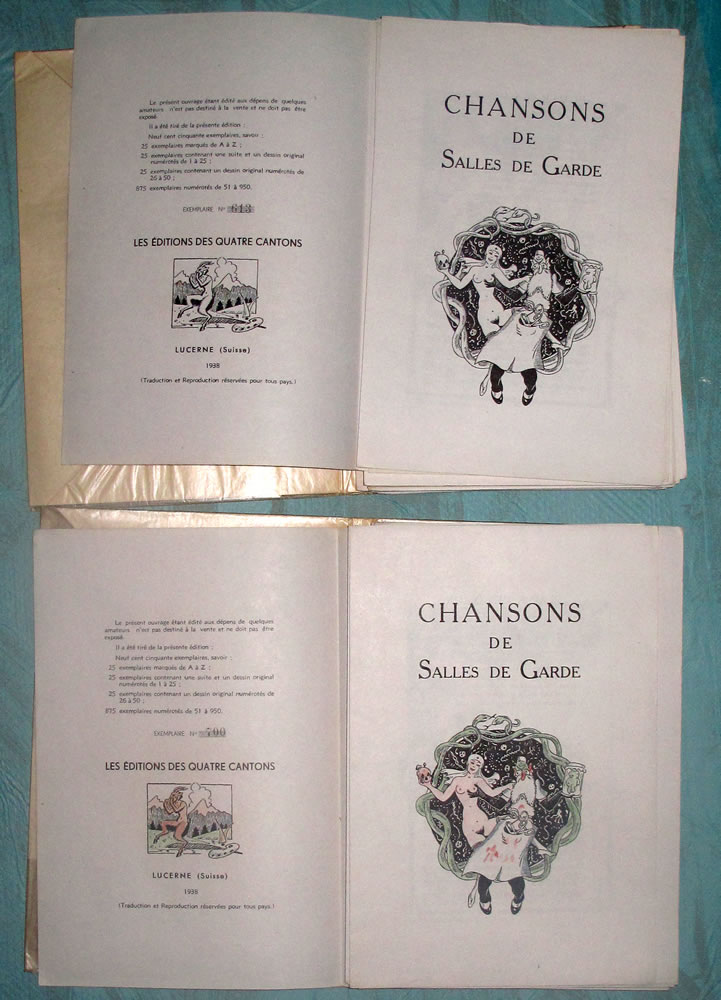 Le présent ouvrage étant édité aux dépens de quelques
amateurs n'est pas destiné à la vente et ne doit pas être
exposé.
Il a été tiré de la présente édition :
Neuf cent cinquante exemplaires, savoir :
25 exemplaires marqués de A à Z ;
25 exemplaires contenant une suite et un dessin original
numérotés de 1 à 25 ;
25 exemplaires contenant un dessin original numérotés de
26 à 50 ;
875 exemplaires numérotés de 51 à 950.
EXEMPLAIRE N° 613
LES ÉDITIONS DES QUATRE CANTONS
LUCERNE (Suisse)
1938
(Traduction et Reproduction réservées pour tous pays.)
CHANSONS
DE
SALLES DE GARDE
Le présent ouvrage étant édité aux dépens de quelques
amateurs n'est pas destiné à la vente et ne doit pas être
exposé.
Il a été tiré de la présente édition :
Neuf cent cinquante exemplaires, savoir :
25 exemplaires marqués de A à Z ;
25 exemplaires contenant une suite et un dessin original
numérotés de 1 à 25 ;
25 exemplaires contenant un dessin original numérotés de
26 à 50 ;
875 exemplaires numérotés de 51 à 950.
EXEMPLAIRE N° 700
LES ÉDITIONS DES QUATRE CANTONS
LUCERNE (Suisse)
1938
(Traduction et Reproduction réservées pour tous pays.)
CHANSONS
DE
SALLES DE GARDE